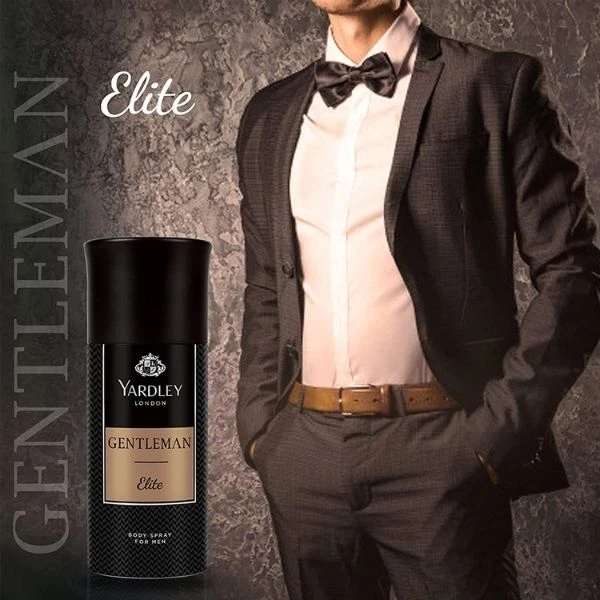 GENTLEMAN
Elite
YARDLEY
LONDON
GENTLEMAN
Elite
BODY SPRAY
FOR MEN